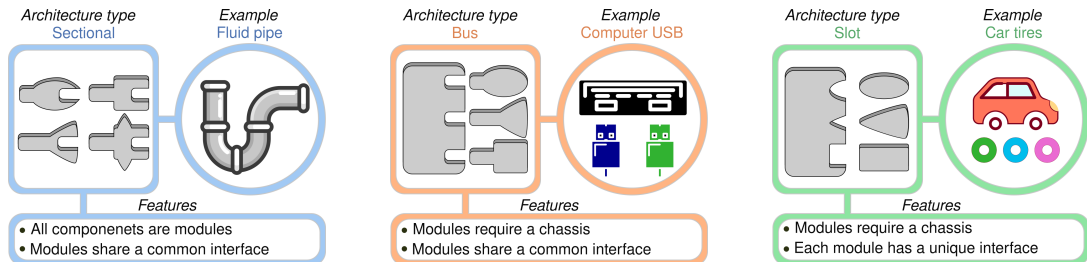 Architecture type
Example
Sectional
Fluid pipe
Features
• All componenets are modules
• Modules share a common interface
Architecture type
Example
Bus
Computer USB
Features
• Modules require a chassis
• Modules share a common interface
Architecture type
Example
Slot
Car tires
Features
• Modules require a chassis
• Each module has a unique interface